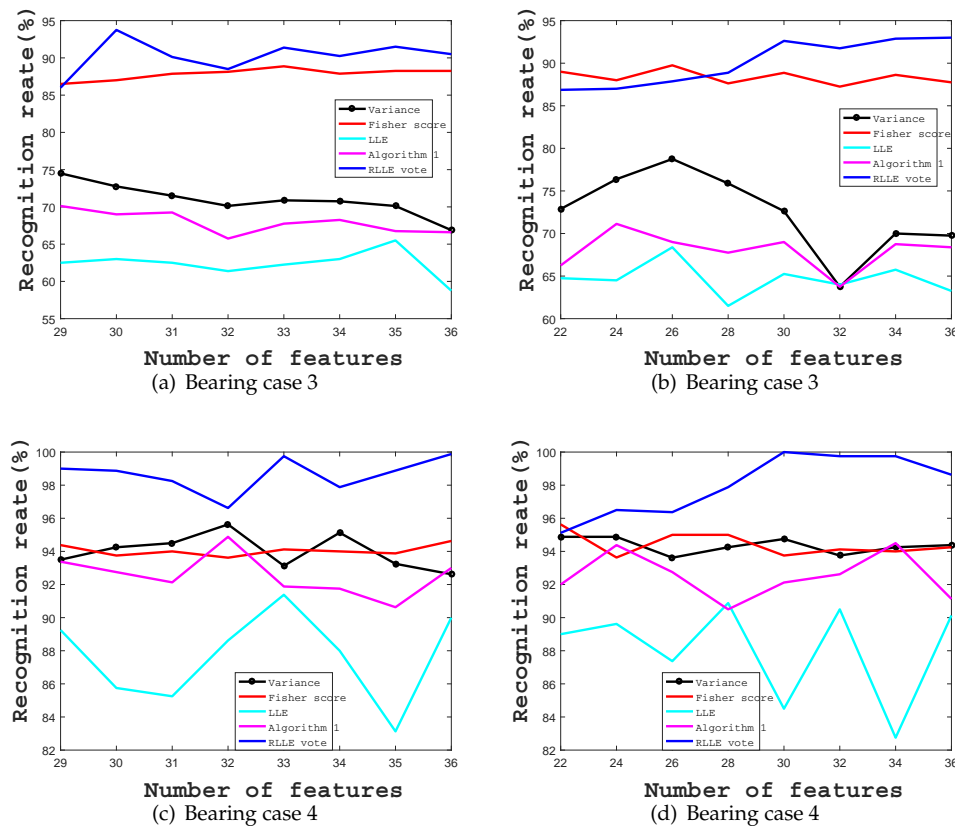 95
90
85
80
75
70
65
60
55
29 30 31 32 33 34 35 36
Recognition reate(%)
Number of features
Variance
Fisher score
LLE
Algorithm 1
RLLE vote
(a) Bearing case 3
95
90
85
80
75
70
65
60
22 24 26 28 30 32 34 36
Recognition reate(%)
Number of features
Variance
Fisher score
LLE
Algorithm 1
RLLE vote
(b) Bearing case 3
100
98
96
94
92
90
88
86
84
82
29 30 31 32 33 34 35 36
Recognition reate(%)
Number of features
Variance
Fisher score
LLE
Algorithm 1
RLLE vote
(c) Bearing case 4
100
98
96
94
92
90
88
86
84
82
22 24 26 28 30 32 34 36
Recognition reate(%)
Number of features
Variance
Fisher score
LLE
Algorithm 1
RLLE vote
(d) Bearing case 4